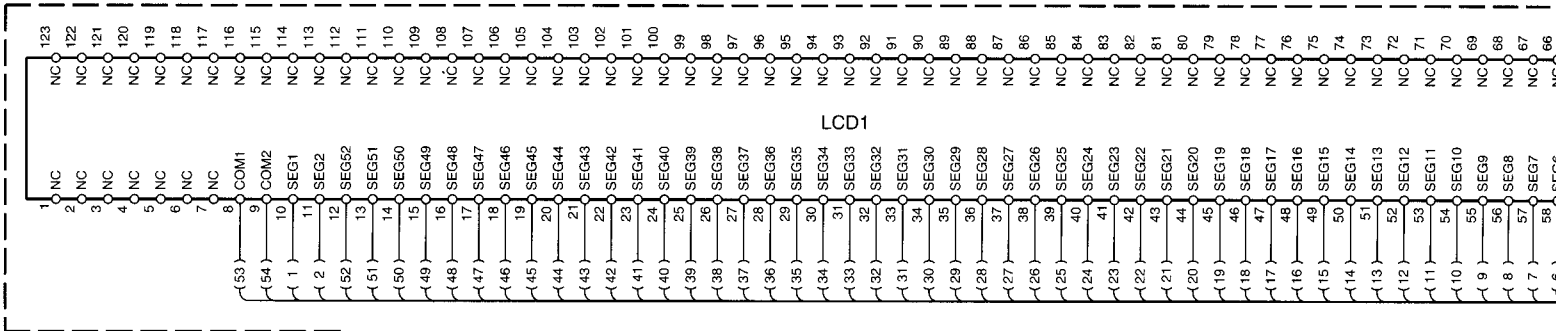 123 122 121 120 119 118 117 116 115 114 113 112 111 110 109 108 107 106 105 104 103 102 101 100 99 98 97 96 95 94 93 92 91 90 89 88 87 86 85 84 83 82 81 80 79 78 77 76 75 74 73 72 71 70 69 68 67 66
NC NC NC NC NC NC NC NC NC NC NC NC NC NC NC NC NC NC NC NC NC NC NC NC NC NC NC NC NC NC NC NC NC NC NC NC NC NC NC NC NC NC NC NC NC NC NC NC NC NC NC NC NC NC NC NC NC NC
LCD1
NC NC NC NC NC NC NC COM1 COM2 SEG1 SEG2 SEG52 SEG51 SEG50 SEG49 SEG48 SEG47 SEG46 SEG45 SEG44 SEG43 SEG42 SEG41 SEG40 SEG39 SEG38 SEG37 SEG36 SEG35 SEG34 SEG33 SEG32 SEG31 SEG30 SEG29 SEG28 SEG27 SEG26 SEG25 SEG24 SEG23 SEG22 SEG21 SEG20 SEG19 SEG18 SEG17 SEG16 SEG15 SEG14 SEG13 SEG12 SEG11 SEG10 SEG9 SEG8 SEG7
1 2 3 4 5 6 7 8 9 10 11 12 13 14 15 16 17 18 19 20 21 22 23 24 25 26 27 28 29 30 31 32 33 34 35 36 37 38 39 40 41 42 43 44 45 46 47 48 49 50 51 52 53 54 55 56 57 58
53 54 1 2 52 51 50 49 48 47 46 45 44 43 42 41 40 39 38 37 36 35 34 33 32 31 30 29 28 27 26 25 24 23 22 21 20 19 18 17 16 15 14 13 12 11 10 9 8 7